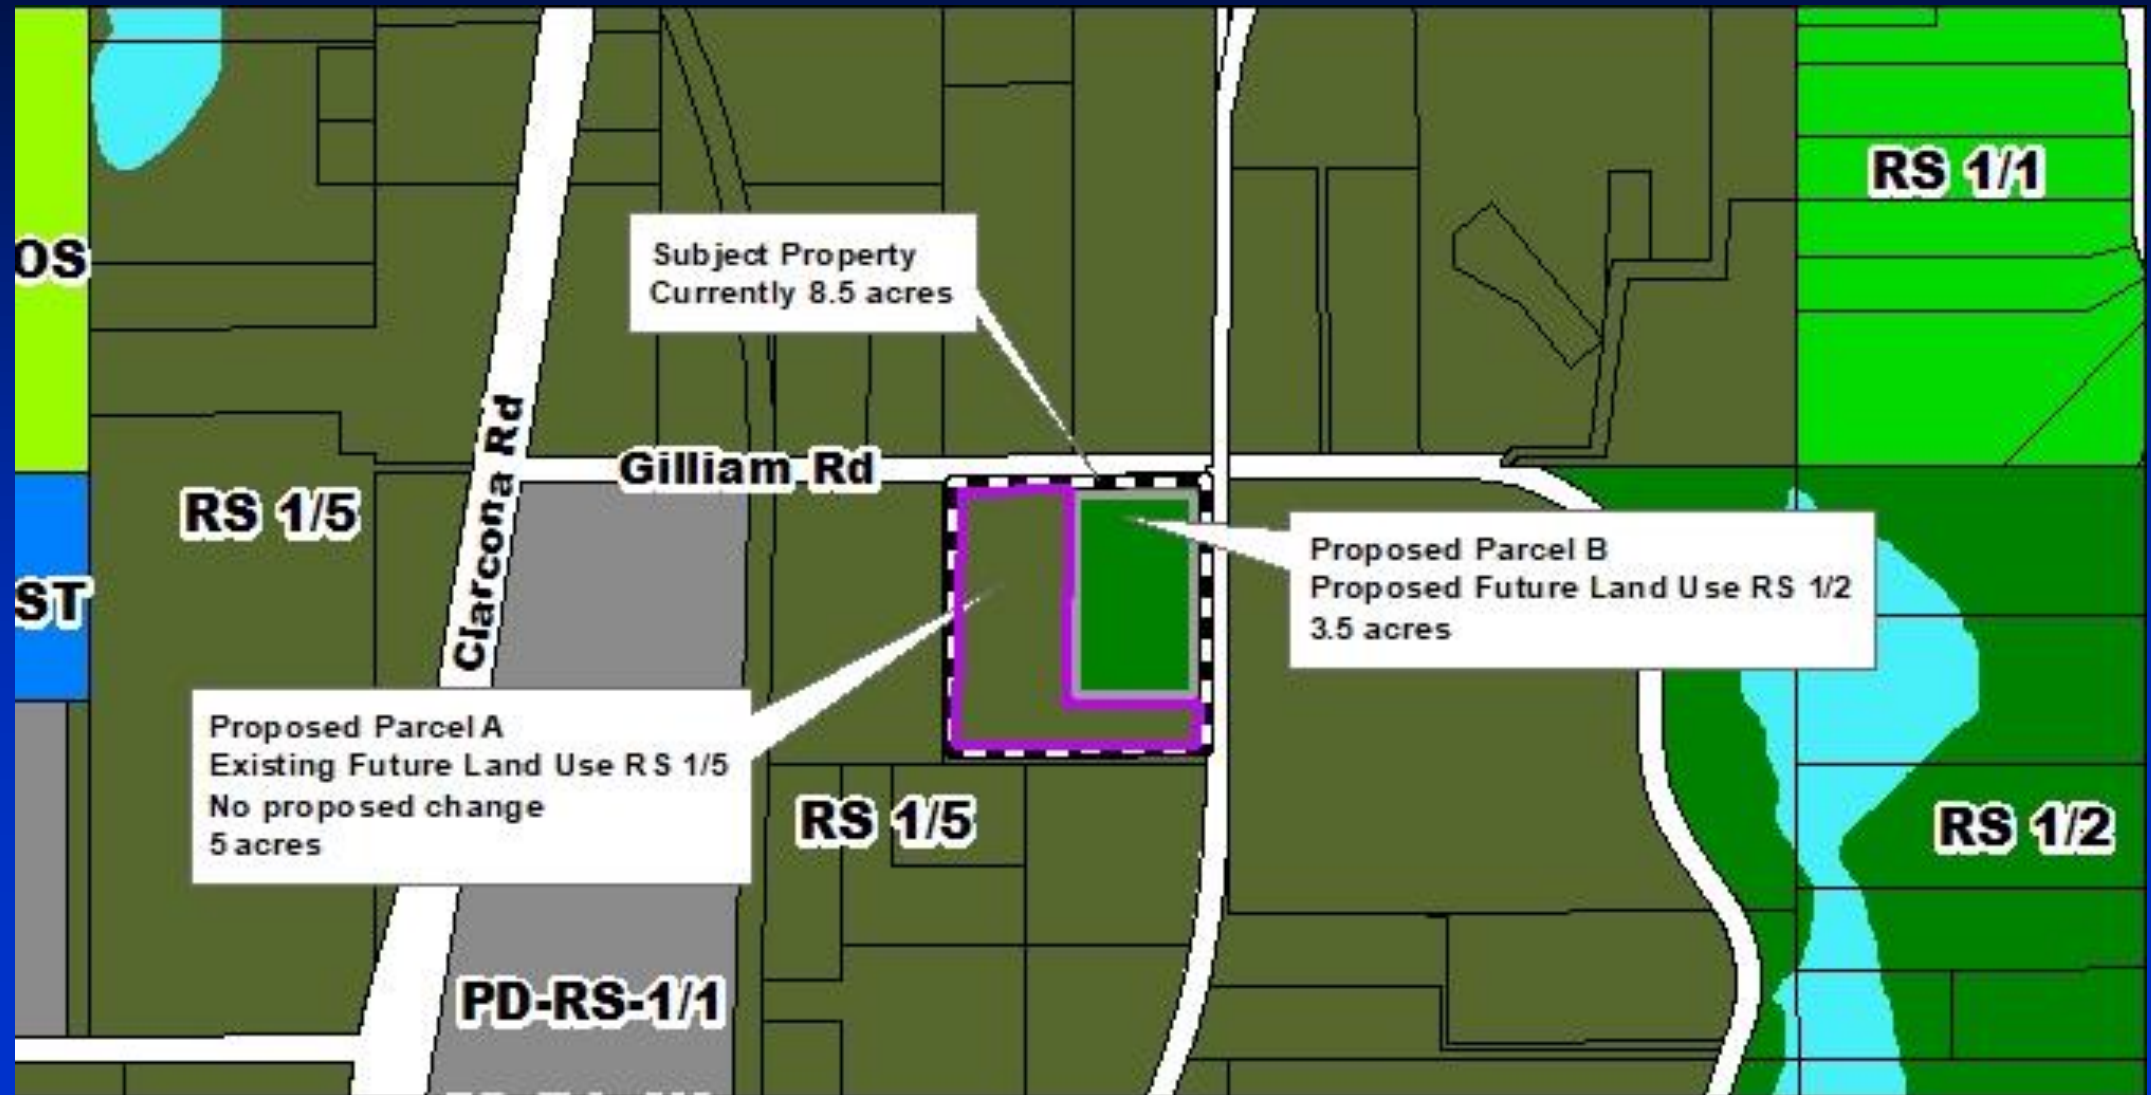 RS 1/1
OS
Subject Property
Currently 8.5 acres
Clarcona Rd
Gilliam Rd
RS 1/5
ST
Proposed Parcel B
Proposed Future Land Use RS 1/2
3.5 acres
Proposed Parcel A
Existing Future Land Use RS 1/5
No proposed change
5 acres
RS 1/5
RS 1/2
PD-RS-1/1